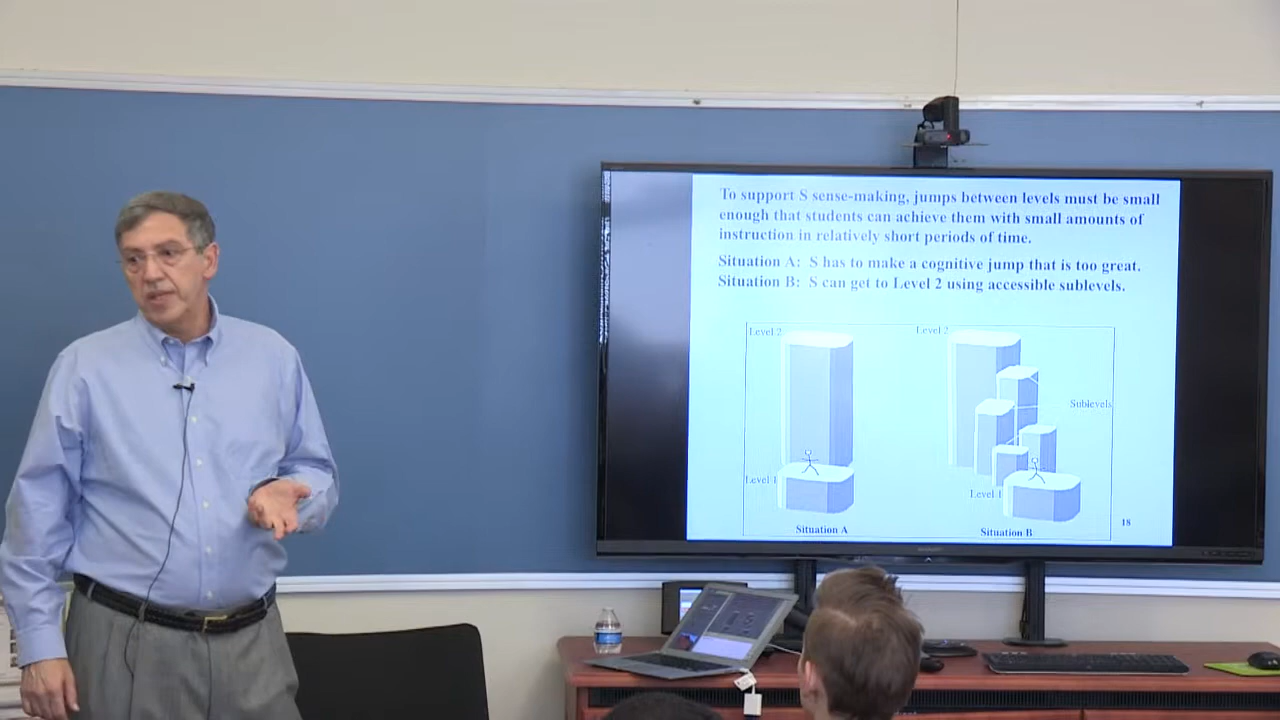 To support S sense-making, jumps between levels must be small
enough that students can achieve them with small amounts of
instruction in relatively short periods of time.
Situation A: S has to make a cognitive jump that is too great.
Situation B: S can get to Level 2 using accessible sublevels.
Level 2
Level 2
Sublevels
Level 1
Level 1
Situation A
Situation B
18